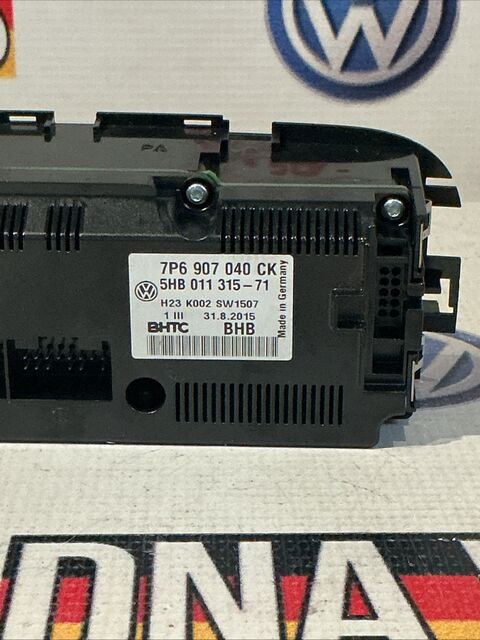 PA
7P6 907 040 CK
5HB 011 315-71
H23 K002 SW1507
1 III 31.8.2015
BHTC BHB
Made in Germany
DNA